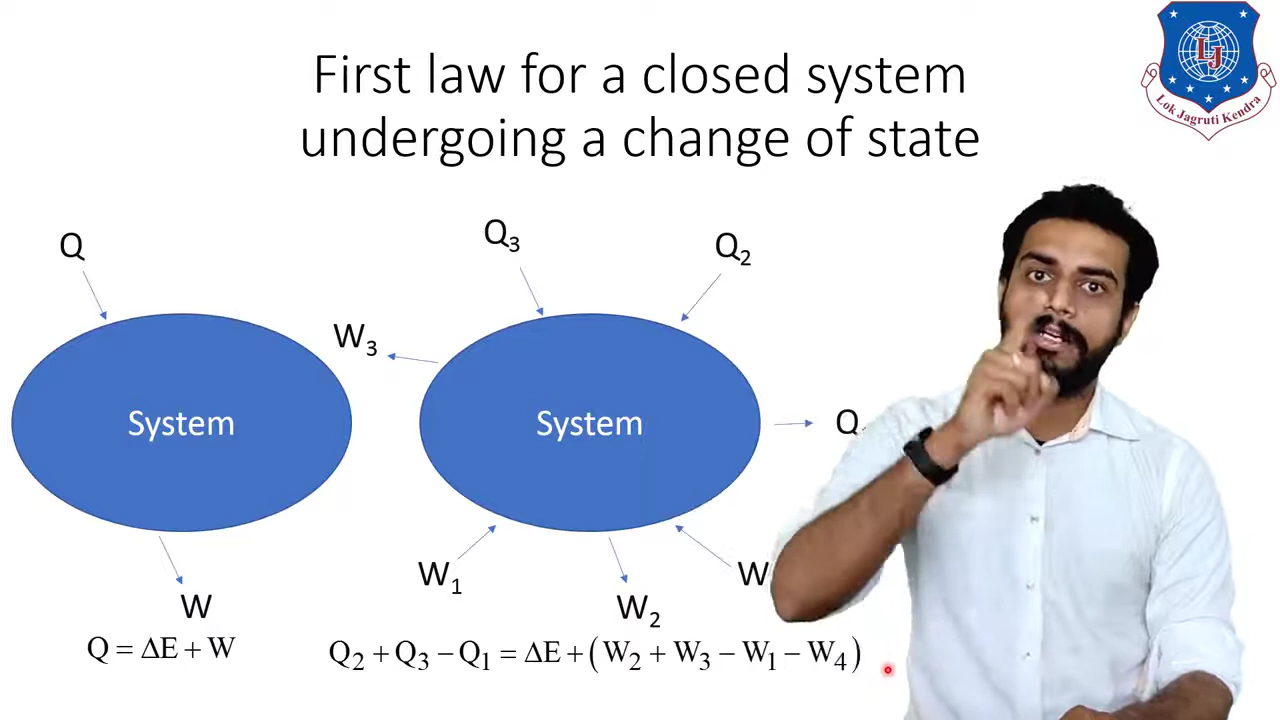 First law for a closed system
undergoing a change of state
LJ
Lok Jagruti Kendra
Q
Q₃
Q₂
W₃
System
System
Q
W₁
W
W
W₂
Q = ΔE + W
Q₂ + Q₃ − Q₁ = ΔE + (W₂ + W₃ − W₁ − W₄)